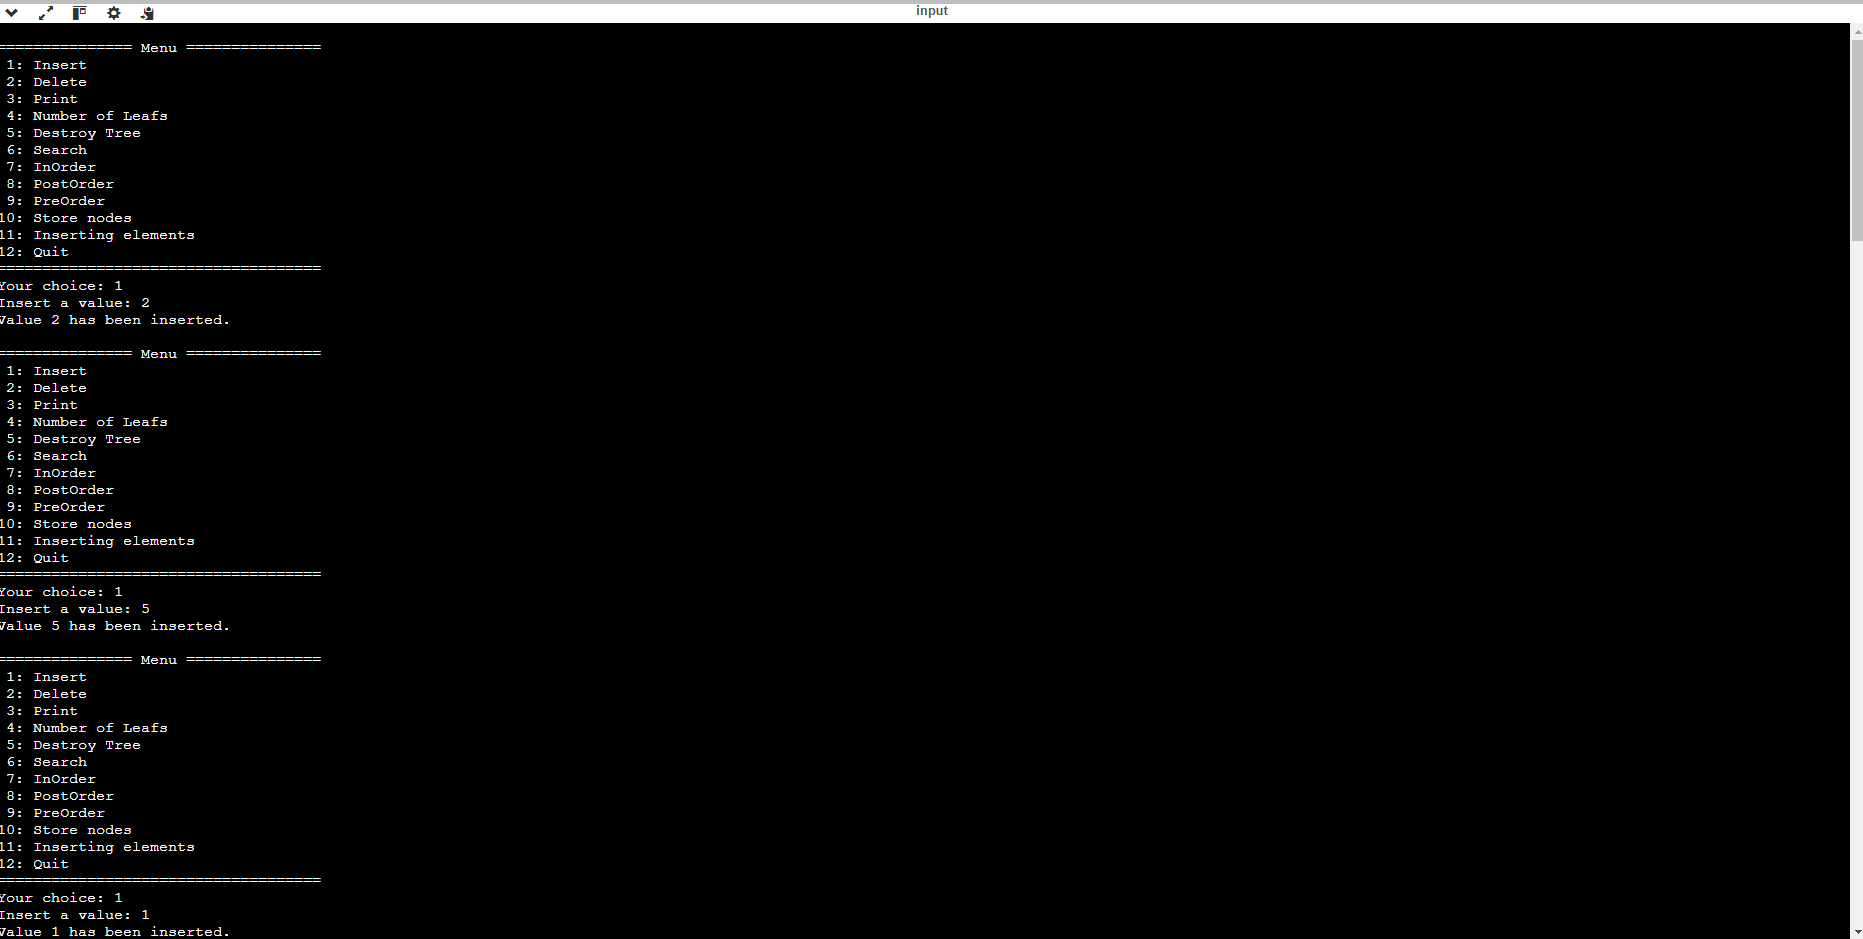 input
=============== Menu ===============
1: Insert
2: Delete
3: Print
4: Number of Leafs
5: Destroy Tree
6: Search
7: InOrder
8: PostOrder
9: PreOrder
10: Store nodes
11: Inserting elements
12: Quit
====================================
Your choice: 1
Insert a value: 2
Value 2 has been inserted.
=============== Menu ===============
1: Insert
2: Delete
3: Print
4: Number of Leafs
5: Destroy Tree
6: Search
7: InOrder
8: PostOrder
9: PreOrder
10: Store nodes
11: Inserting elements
12: Quit
====================================
Your choice: 1
Insert a value: 5
Value 5 has been inserted.
=============== Menu ===============
1: Insert
2: Delete
3: Print
4: Number of Leafs
5: Destroy Tree
6: Search
7: InOrder
8: PostOrder
9: PreOrder
10: Store nodes
11: Inserting elements
12: Quit
====================================
Your choice: 1
Insert a value: 1
Value 1 has been inserted.